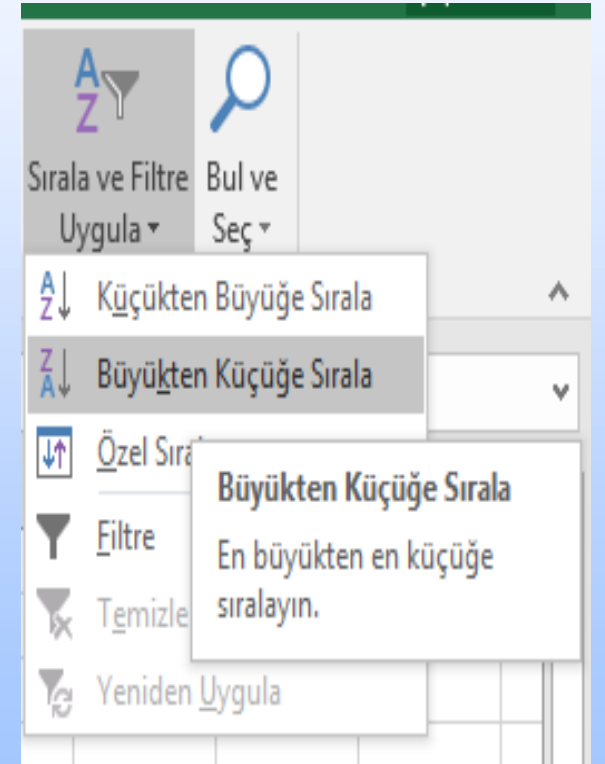 Sırala ve Filtre
Uygula
Bul ve
Seç
Küçükten Büyüğe Sırala
Büyükten Küçüğe Sırala
Özel Sıra
Filtre
Temizle
Yeniden Uygula
Büyükten Küçüğe Sırala
En büyükten en küçüğe
sıralayın.